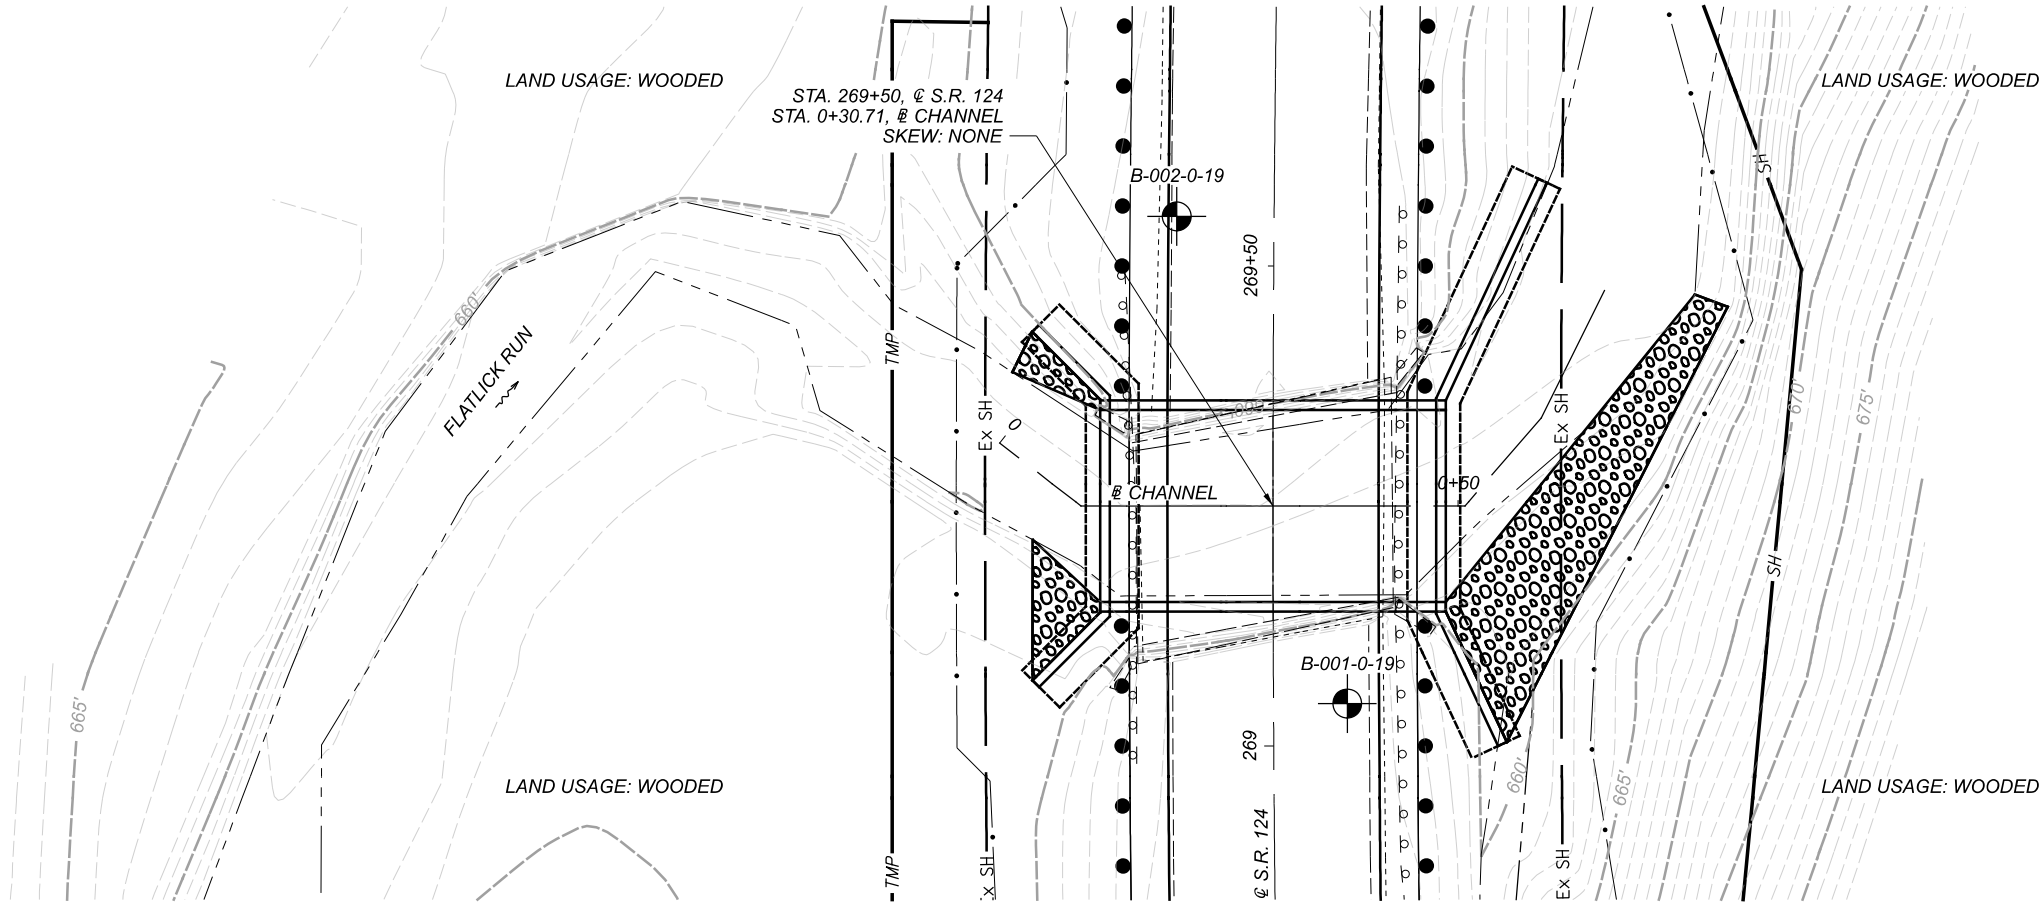 LAND USAGE: WOODED
LAND USAGE: WOODED
STA. 269+50, ℄ S.R. 124
STA. 0+30.71, BL CHANNEL
SKEW: NONE
SH
B-002-0-19
269+50
660'
FLATLICK RUN
TMP
Ex SH
Ex SH
670'
675'
0
BL CHANNEL
0+50
SH
B-001-0-19
665'
269
660'
665'
LAND USAGE: WOODED
LAND USAGE: WOODED
TMP
x SH
℄ S.R. 124
Ex SH